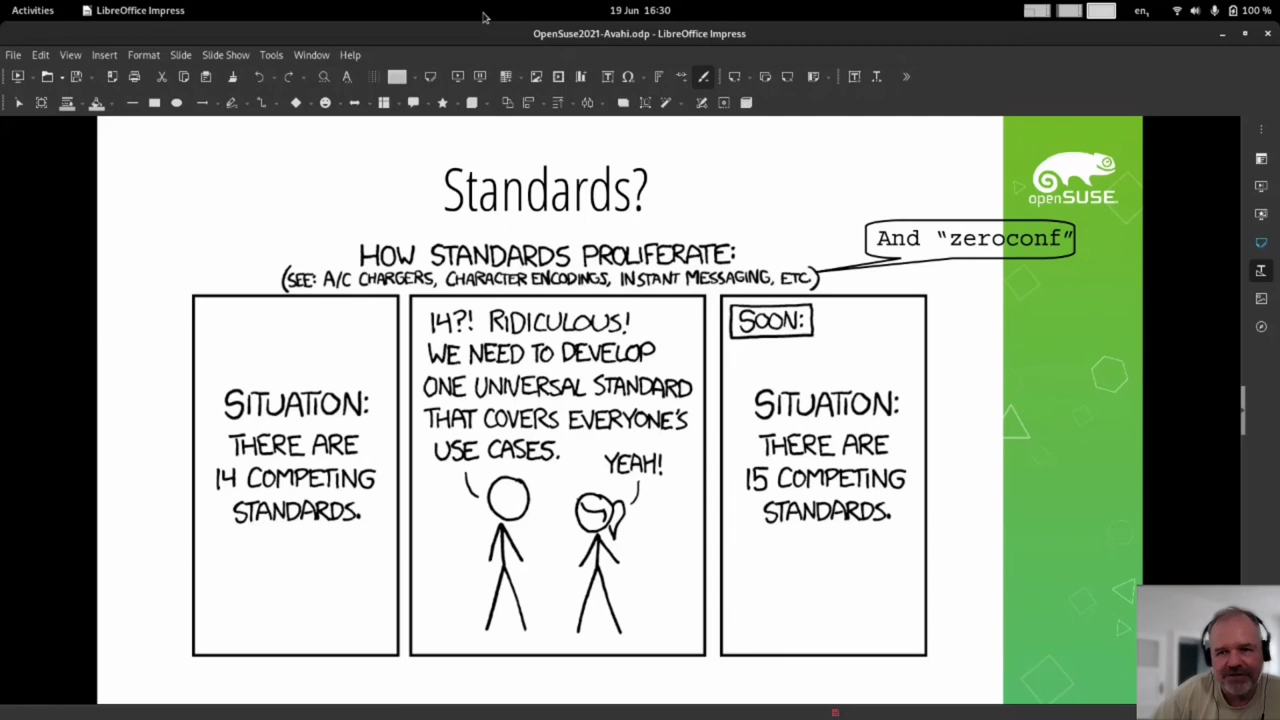 Activities
LibreOffice Impress
19 Jun 16:30
en,
100 %
OpenSuse2021-Avahi.odp - LibreOffice Impress
File Edit View Insert Format Slide Slide Show Tools Window Help
Standards?
openSUSE
And “zeroconf”
HOW STANDARDS PROLIFERATE:
(SEE: A/C CHARGERS, CHARACTER ENCODINGS, INSTANT MESSAGING, ETC.)
SITUATION:
THERE ARE
14 COMPETING
STANDARDS.
14?! RIDICULOUS!
WE NEED TO DEVELOP
ONE UNIVERSAL STANDARD
THAT COVERS EVERYONE'S
USE CASES.
YEAH!
SOON:
SITUATION:
THERE ARE
15 COMPETING
STANDARDS.